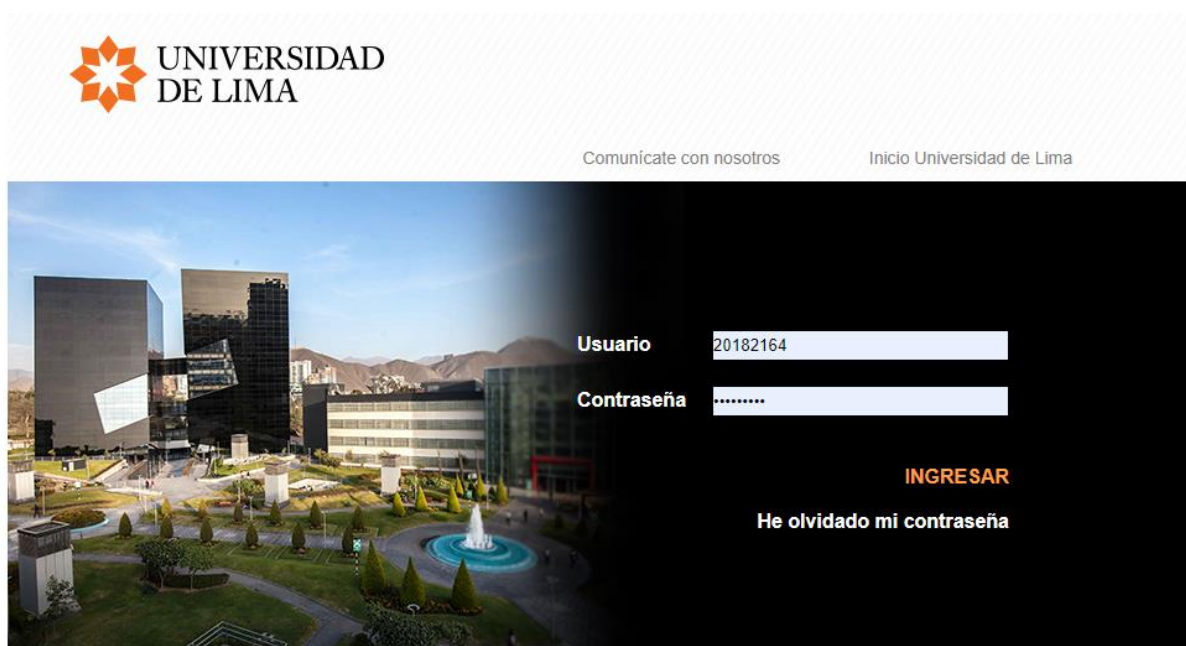 UNIVERSIDAD
DE LIMA
Comunícate con nosotros Inicio Universidad de Lima
Usuario 20182164
Contraseña •••••••••
INGRESAR
He olvidado mi contraseña